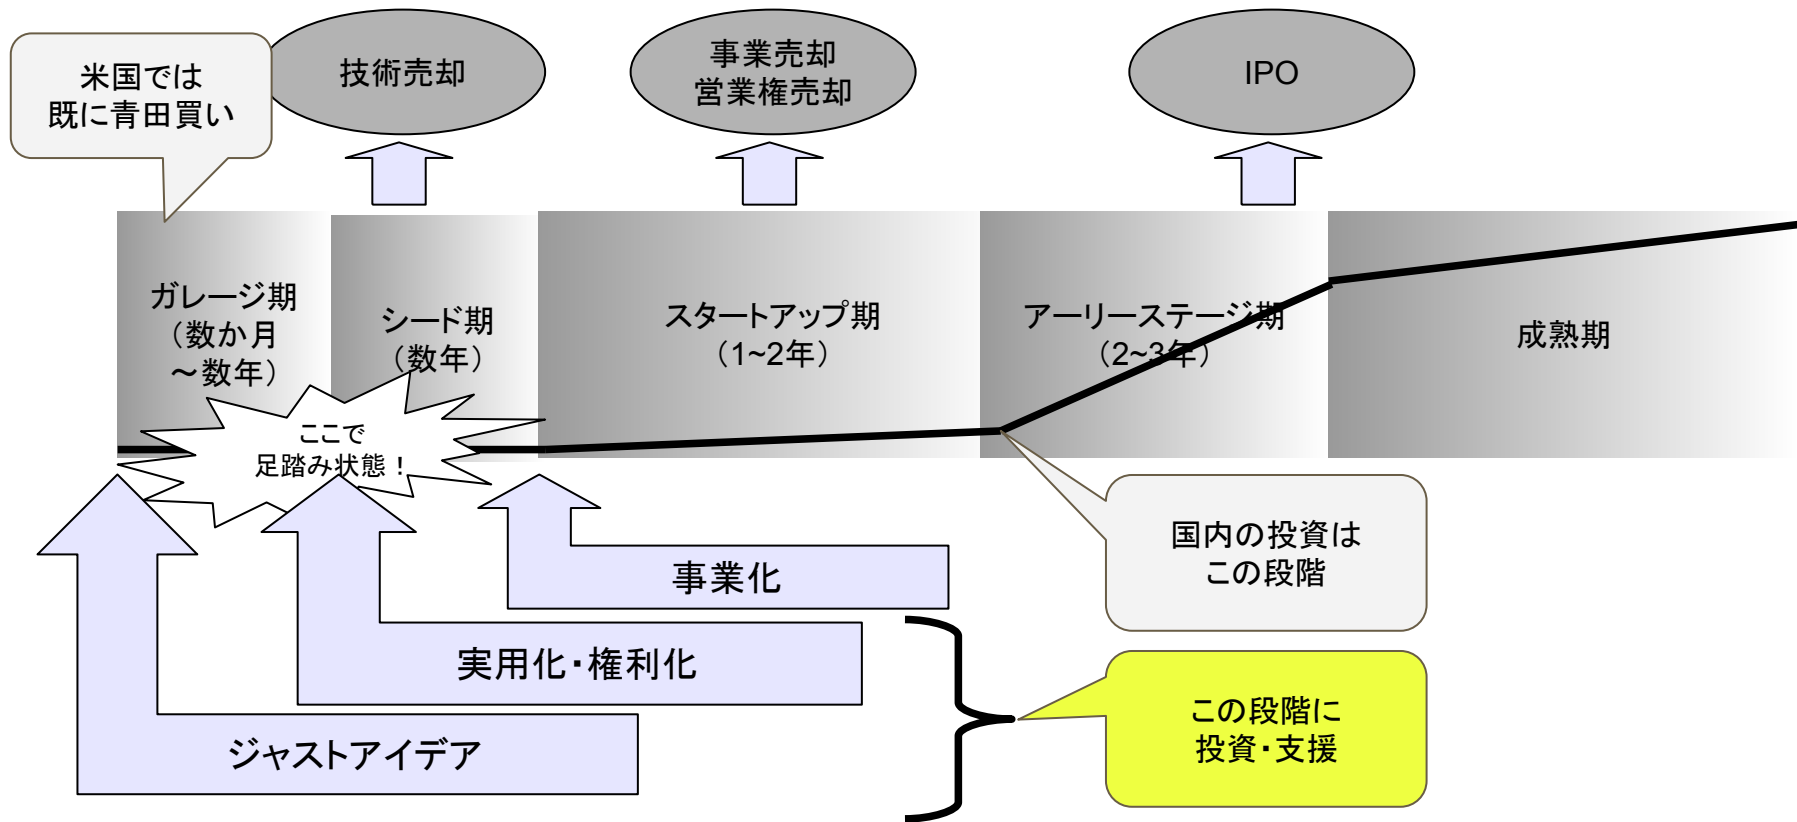 米国では
既に青田買い
技術売却
事業売却
営業権売却
IPO
ガレージ期
（数か月
～数年）
シード期
（数年）
スタートアップ期
（1~2年）
アーリーステージ期
（2~3年）
成熟期
ここで
足踏み状態！
国内の投資は
この段階
事業化
実用化・権利化
ジャストアイデア
この段階に
投資・支援